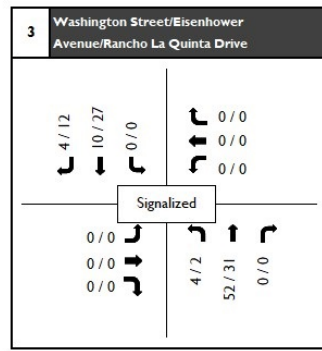 3
Washington Street/Eisenhower
Avenue/Rancho La Quinta Drive
4 / 12
10 / 27
0 / 0
0 / 0
0 / 0
0 / 0
Signalized
0 / 0
0 / 0
0 / 0
4 / 2
52 / 31
0 / 0